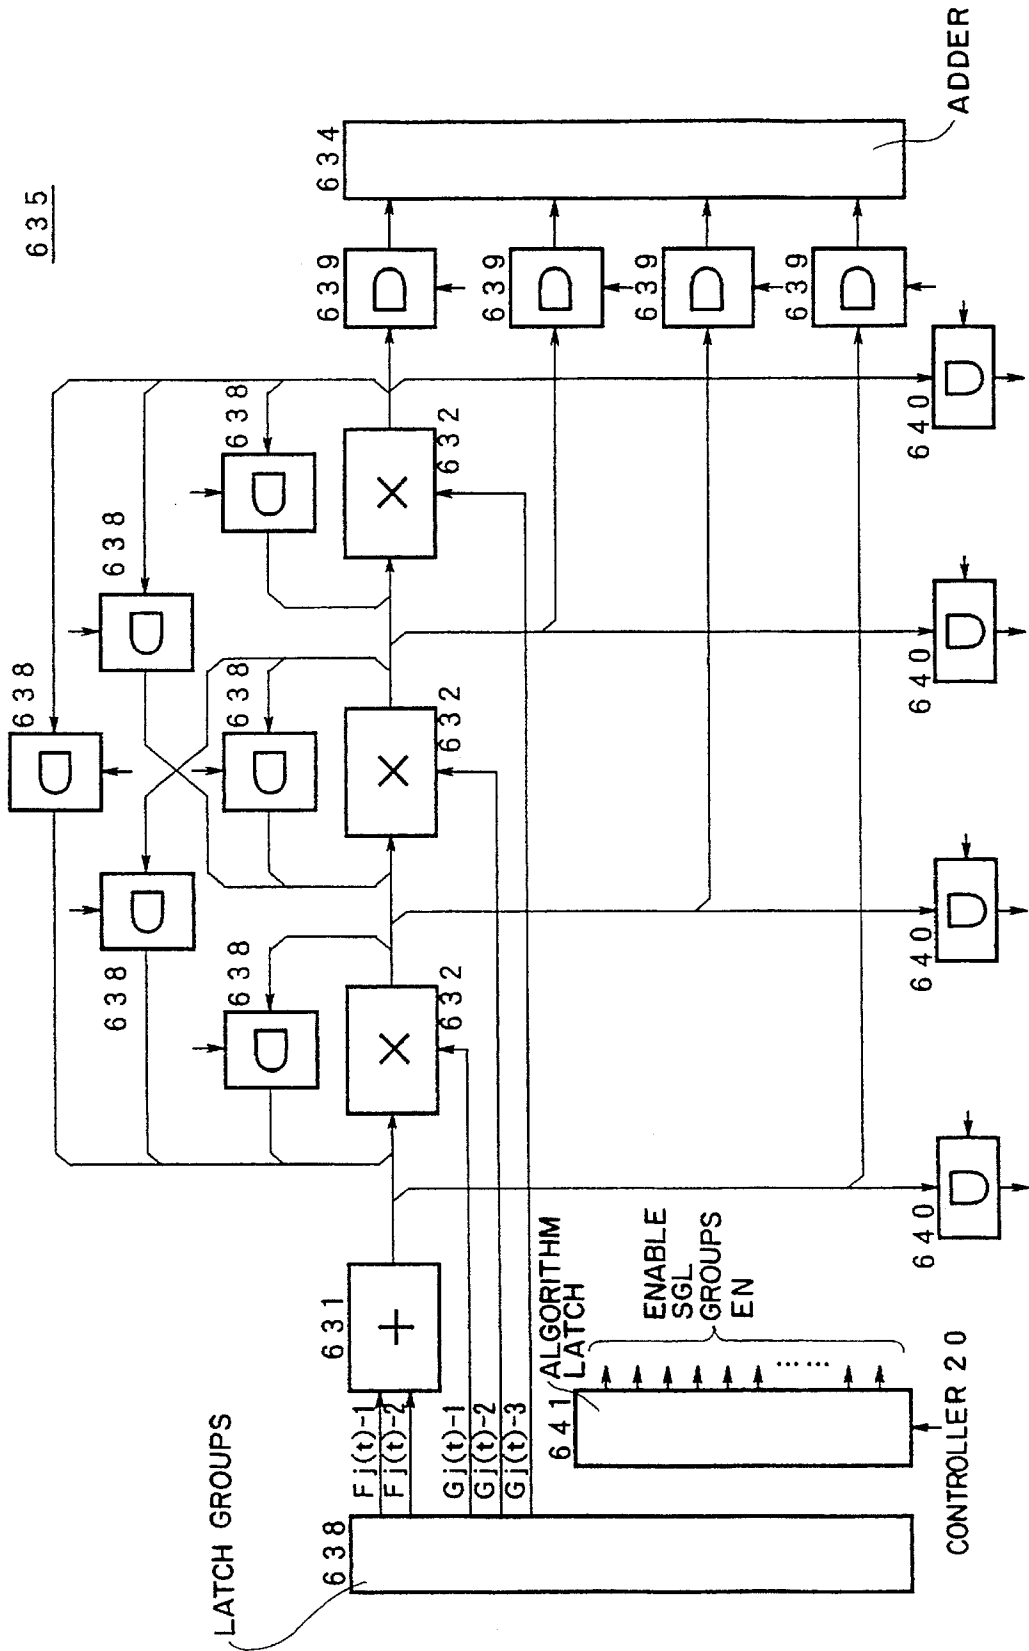 635
638
638
638
638
638
638
632
632
632
631
639
639
639
639
634
ADDER
LATCH GROUPS
638
Fj(t)-1
Fj(t)-2
Gj(t)-1
Gj(t)-2
Gj(t)-3
641
ALGORITHM
LATCH
ENABLE
SGL
GROUPS
EN
......
CONTROLLER 20
640
640
640
640